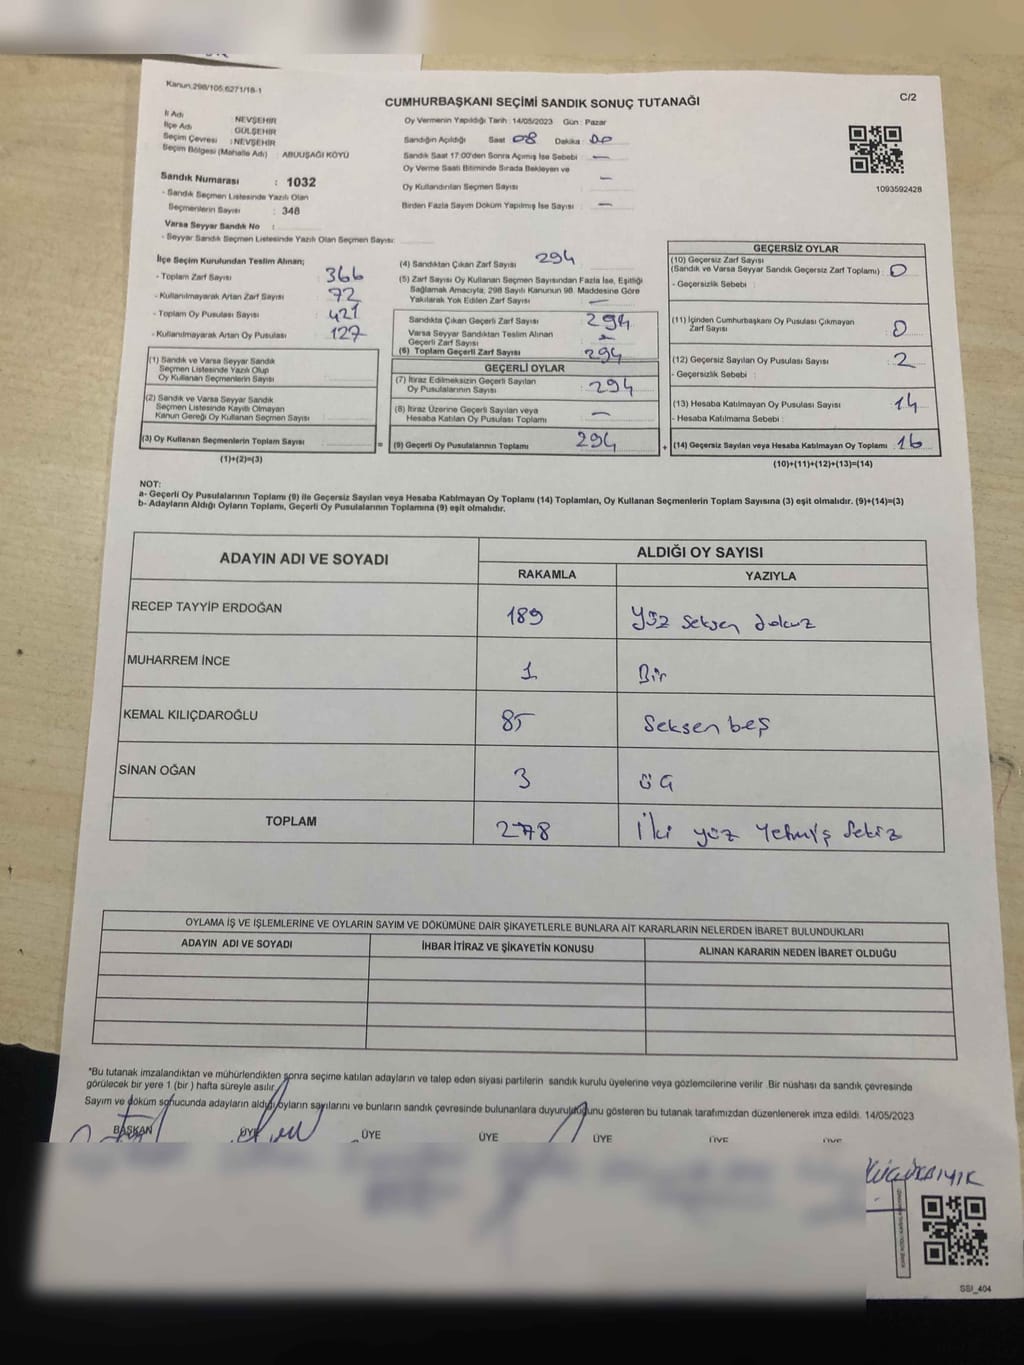 Kanun:298/105,6271/18-1
CUMHURBAŞKANI SEÇİMİ SANDIK SONUÇ TUTANAĞI
C/2
İl Adı : NEVŞEHİR
İlçe Adı : GÜLŞEHİR
Seçim Çevresi : NEVŞEHİR
Seçim Bölgesi (Mahalle Adı) : ABUUŞAĞI KÖYÜ
Sandık Numarası : 1032
- Sandık Seçmen Listesinde Yazılı Olan
Seçmenlerin Sayısı : 348
Varsa Seyyar Sandık No :
- Seyyar Sandık Seçmen Listesinde Yazılı Olan Seçmen Sayısı:
Oy Vermenin Yapıldığı Tarih : 14/05/2023 Gün : Pazar
Sandığın Açıldığı Saat 08 Dakika 00
Sandık Saat 17:00'den Sonra Açımış İse Sebebi —
Oy Verme Saati Bitiminde Sırada Bekleyen ve
Oy Kullandırılan Seçmen Sayısı —
Birden Fazla Sayım Döküm Yapılmış İse Sayısı —
1093592428
İlçe Seçim Kurulundan Teslim Alınan;
- Toplam Zarf Sayısı 366
- Kullanılmayarak Artan Zarf Sayısı 72
- Toplam Oy Pusulası Sayısı 421
- Kullanılmayarak Artan Oy Pusulası 127
(1) Sandık ve Varsa Seyyar Sandık
Seçmen Listesinde Yazılı Olup
Oy Kullanan Seçmenlerin Sayısı
(2) Sandık ve Varsa Seyyar Sandık
Seçmen Listesinde Kayıtlı Olmayan
Kanun Gereği Oy Kullanan Seçmen Sayısı
(3) Oy Kullanan Seçmenlerin Toplam Sayısı =
(1)+(2)=(3)
(4) Sandıktan Çıkan Zarf Sayısı 294
(5) Zarf Sayısı Oy Kullanan Seçmen Sayısından Fazla İse, Eşitliği
Sağlamak Amacıyla, 298 Sayılı Kanunun 98. Maddesine Göre
Yakılarak Yok Edilen Zarf Sayısı —
Sandıkta Çıkan Geçerli Zarf Sayısı 294
Varsa Seyyar Sandıktan Teslim Alınan
Geçerli Zarf Sayısı
(6) Toplam Geçerli Zarf Sayısı 294
GEÇERLİ OYLAR
(7) İtiraz Edilmeksizin Geçerli Sayılan
Oy Pusulalarının Sayısı 294
(8) İtiraz Üzerine Geçerli Sayılan veya
Hesaba Katılan Oy Pusulası Toplamı —
(9) Geçerli Oy Pusulalarının Toplamı 294 +
GEÇERSİZ OYLAR
(10) Geçersiz Zarf Sayısı
(Sandık ve Varsa Seyyar Sandık Geçersiz Zarf Toplamı) : 0
- Geçersizlik Sebebi :
(11) İçinden Cumhurbaşkanı Oy Pusulası Çıkmayan
Zarf Sayısı 0
(12) Geçersiz Sayılan Oy Pusulası Sayısı 2
- Geçersizlik Sebebi :
(13) Hesaba Katılmayan Oy Pusulası Sayısı 14
- Hesaba Katılmama Sebebi :
(14) Geçersiz Sayılan veya Hesaba Katılmayan Oy Toplamı : 16
(10)+(11)+(12)+(13)=(14)
NOT:
a- Geçerli Oy Pusulalarının Toplamı (9) ile Geçersiz Sayılan veya Hesaba Katılmayan Oy Toplamı (14) Toplamları, Oy Kullanan Seçmenlerin Toplam Sayısına (3) eşit olmalıdır. (9)+(14)=(3)
b- Adayların Aldığı Oyların Toplamı, Geçerli Oy Pusulalarının Toplamına (9) eşit olmalıdır.
ADAYIN ADI VE SOYADI
ALDIĞI OY SAYISI
RAKAMLA YAZIYLA
RECEP TAYYİP ERDOĞAN 189 Yüz Seksen dokuz
MUHARREM İNCE 1 Bir
KEMAL KILIÇDAROĞLU 85 Seksen beş
SİNAN OĞAN 3 üç
TOPLAM 278 İki yüz Yetmiş Sekiz
OYLAMA İŞ VE İŞLEMLERİNE VE OYLARIN SAYIM VE DÖKÜMÜNE DAİR ŞİKAYETLERLE BUNLARA AİT KARARLARIN NELERDEN İBARET BULUNDUKLARI
ADAYIN ADI VE SOYADI İHBAR İTİRAZ VE ŞİKAYETİN KONUSU ALINAN KARARIN NEDEN İBARET OLDUĞU
*Bu tutanak imzalandıktan ve mühürlendikten sonra seçime katılan adayların ve talep eden siyasi partilerin sandık kurulu üyelerine veya gözlemcilerine verilir .Bir nüshası da sandık çevresinde
görülecek bir yere 1 (bir ) hafta süreyle asılır.
Sayım ve döküm sonucunda adayların aldığı oyların sayılarını ve bunların sandık çevresinde bulunanlara duyurulduğunu gösteren bu tutanak tarafımızdan düzenlenerek imza edildi. 14/05/2023
BAŞKAN ÜYE ÜYE ÜYE ÜYE ÜYE ÜYE
SSI_404